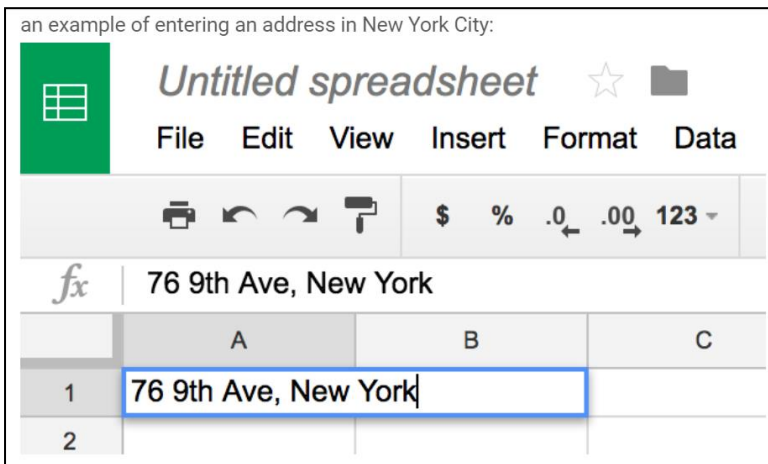 an example of entering an address in New York City:
Untitled spreadsheet
File Edit View Insert Format Data
$ % .0 .00 123
fx 76 9th Ave, New York
A B C
1 76 9th Ave, New York
2